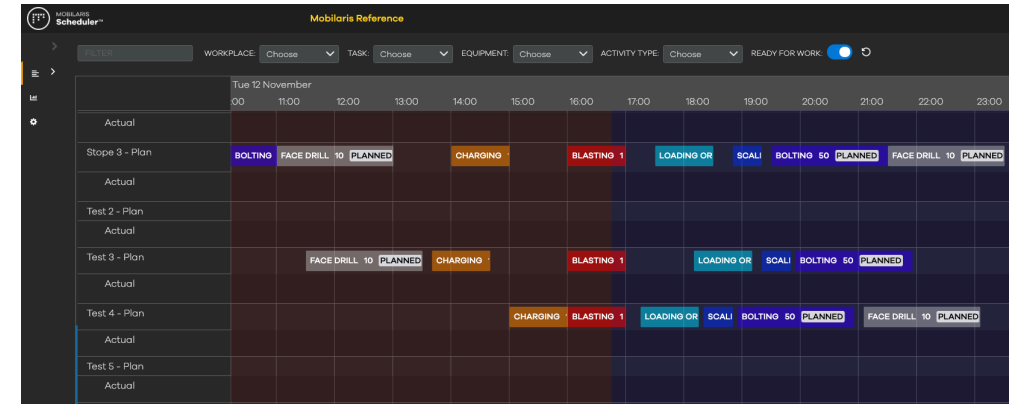 MOBILARIS
Scheduler™
Mobilaris Reference
FILTER
WORKPLACE: Choose TASK: Choose EQUIPMENT: Choose ACTIVITY TYPE: Choose READY FOR WORK:
Tue 12 November
:00 11:00 12:00 13:00 14:00 15:00 16:00 17:00 18:00 19:00 20:00 21:00 22:00 23:00
Actual
Stope 3 - Plan BOLTING FACE DRILL 10 PLANNED CHARGING BLASTING 1 LOADING OR SCALI BOLTING 50 PLANNED FACE DRILL 10 PLANNED
Actual
Test 2 - Plan
Actual
Test 3 - Plan FACE DRILL 10 PLANNED CHARGING BLASTING 1 LOADING OR SCALI BOLTING 50 PLANNED
Actual
Test 4 - Plan CHARGING BLASTING 1 LOADING OR SCALI BOLTING 50 PLANNED FACE DRILL 10 PLANNED
Actual
Test 5 - Plan
Actual